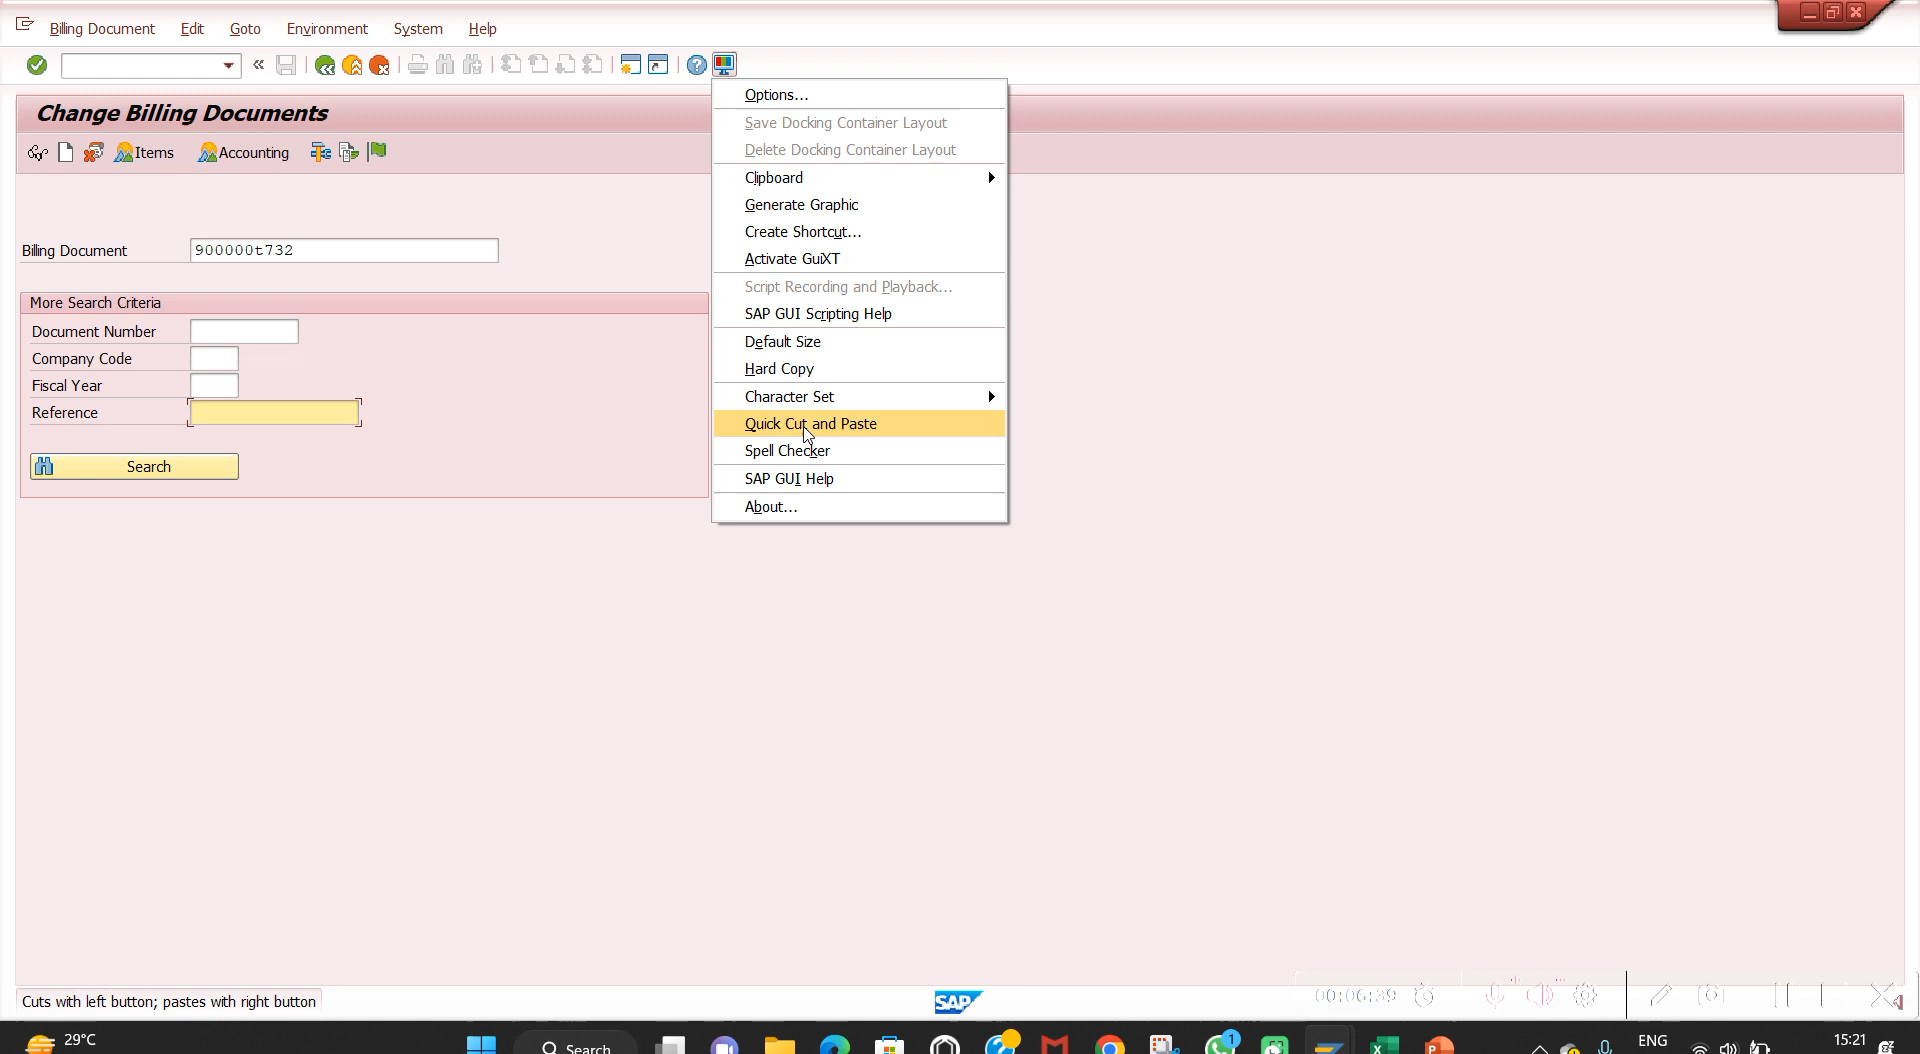 Billing Document Edit Goto Environment System Help
Change Billing Documents
Items Accounting
Billing Document 900000t732
More Search Criteria
Document Number
Company Code
Fiscal Year
Reference
Search
Options...
Save Docking Container Layout
Delete Docking Container Layout
Clipboard
Generate Graphic
Create Shortcut...
Activate GuiXT
Script Recording and Playback...
SAP GUI Scripting Help
Default Size
Hard Copy
Character Set
Quick Cut and Paste
Spell Checker
SAP GUI Help
About...
Cuts with left button; pastes with right button
SAP
00:06:39
29°C
Search
1
ENG
15:21